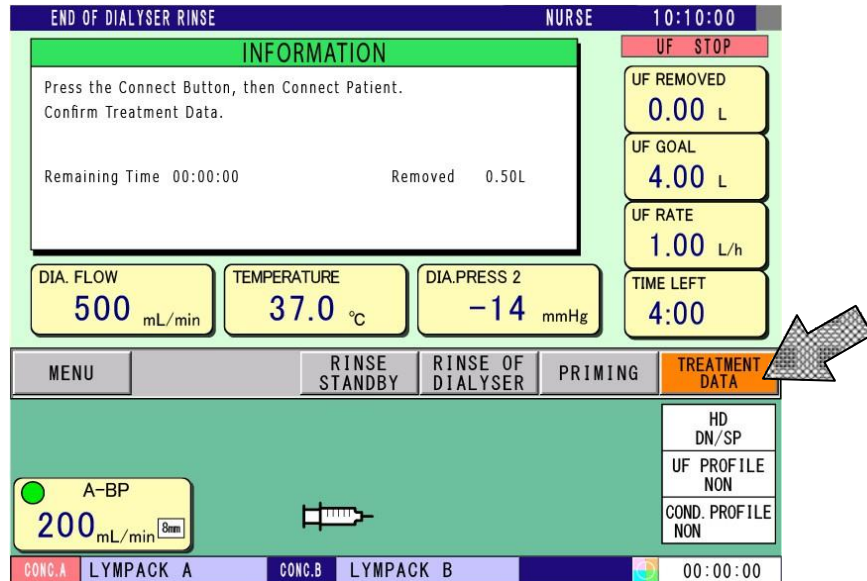 END OF DIALYSER RINSE NURSE 10:10:00
INFORMATION
Press the Connect Button, then Connect Patient.
Confirm Treatment Data.
Remaining Time 00:00:00 Removed 0.50L
UF STOP
UF REMOVED
0.00 L
UF GOAL
4.00 L
UF RATE
1.00 L/h
TIME LEFT
4:00
DIA. FLOW
500 mL/min
TEMPERATURE
37.0 ℃
DIA.PRESS 2
-14 mmHg
MENU
RINSE
STANDBY
RINSE OF
DIALYSER
PRIMING
TREATMENT
DATA
HD
DN/SP
UF PROFILE
NON
COND. PROFILE
NON
A-BP
200 mL/min 8mm
CONC.A LYMPACK A CONC.B LYMPACK B 00:00:00